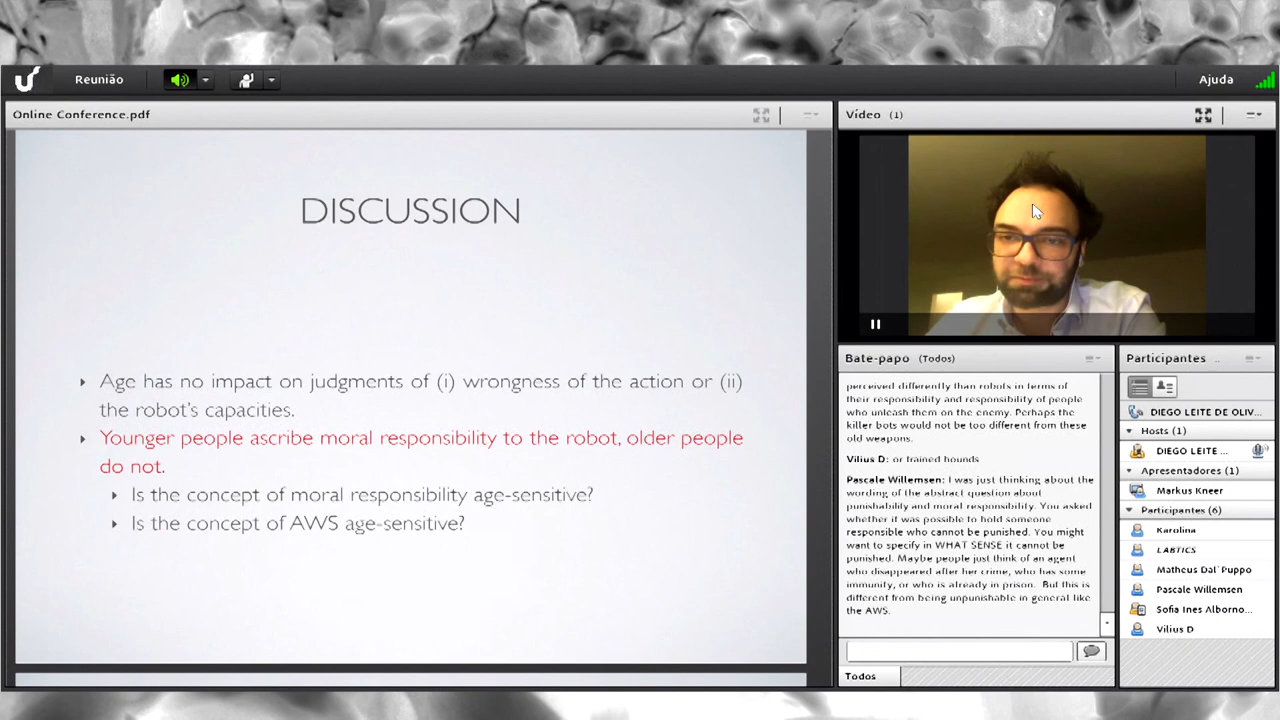 Reunião
Ajuda
Online Conference.pdf
DISCUSSION
Age has no impact on judgments of (i) wrongness of the action or (ii)
the robot's capacities.
Younger people ascribe moral responsibility to the robot, older people
do not.
Is the concept of moral responsibility age-sensitive?
Is the concept of AWS age-sensitive?
Vídeo (1)
Bate-papo (Todos)
perceived differently than robots in terms of
their responsibility and responsibility of people
who unleash them on the enemy. Perhaps the
killer bots would not be too different from these
old weapons.
Vilius D: or trained hounds
Pascale Willemsen: I was just thinking about the
wording of the abstract question about
punishability and moral responsibility. You asked
whether it was possible to hold someone
responsible who cannot be punished. You might
want to specify in WHAT SENSE it cannot be
punished. Maybe people just think of an agent
who disappeared after her crime, who has some
immunity, or who is already in prison. But this is
different from being unpunishable in general like
the AWS.
Todos
Participantes ..
DIEGO LEITE DE OLIV...
Hosts (1)
DIEGO LEITE ...
Apresentadores (1)
Markus Kneer
Participantes (6)
Karolina
LABTICS
Matheus Dal`Puppo
Pascale Willemsen
Sofia Ines Alborno...
Vilius D